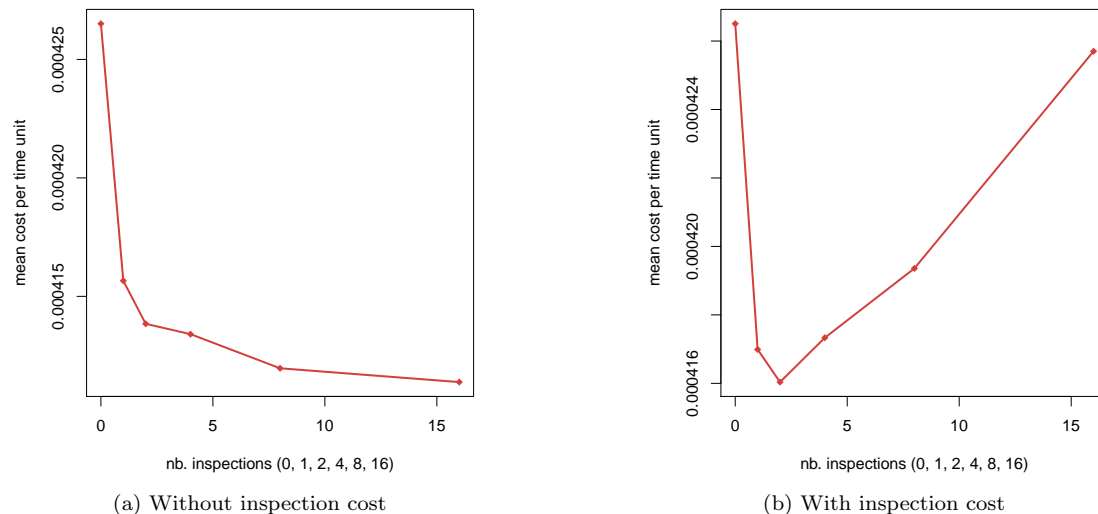 mean cost per time unit
0.000425
0.000420
0.000415
0
5
10
15
nb. inspections (0, 1, 2, 4, 8, 16)
(a) Without inspection cost
mean cost per time unit
0.000424
0.000420
0.000416
0
5
10
15
nb. inspections (0, 1, 2, 4, 8, 16)
(b) With inspection cost